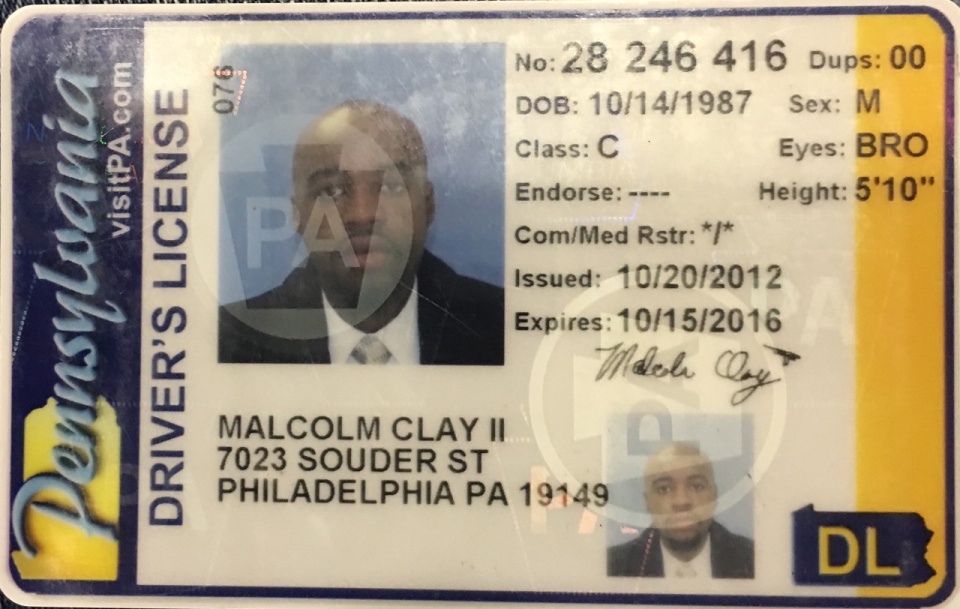 Pennsylvania
visitPA.com
DRIVER'S LICENSE
076
PA
No: 28 246 416 Dups: 00
DOB: 10/14/1987 Sex: M
Class: C Eyes: BRO
Endorse: ---- Height: 5'10"
Com/Med Rstr: */*
Issued: 10/20/2012
Expires: 10/15/2016
PA
Malcolm Clay
MALCOLM CLAY II
7023 SOUDER ST
PHILADELPHIA PA 19149
DL